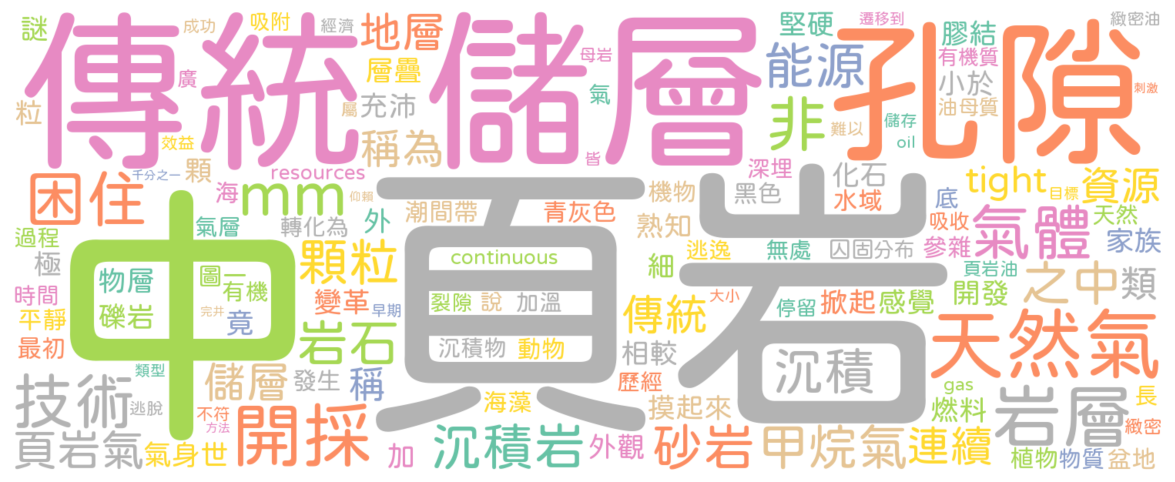 謎
成功
吸附
經濟
地層
廣
層疊
傳統
儲層
母岩
粒
屬
充沛
氣
稱為
效益
千分之一
顆
皆
resources
仰賴
堅硬
遷移到
膠結
緻密油
能源
有機質
小於
油母質
刺激
非
難以
儲存
oil
孔隙
困住
海
mm
潮間帶
青灰色
機物
深埋
黑色
化石
水域
底
tight
目標
資源
過程
氣層
轉化為
外
熟知
逃逸
無處
囚固
分布
吸收
參雜
氣體
天然
家族
極
物層
圖一
有機
顆粒
continuous
細
頁岩油
之中
類
時間
礫岩
完井
竟
變革
早期
裂隙
說
加溫
傳統
大小
停留
掀起
感覺
開發
平靜
中
頁
岩
最初
岩石
沉積物
動物
相較
沉積
天然氣
類型
儲層
發生
稱
歷經
gas
長
技術
逃脫
不符
方法
海藻
摸起來
燃料
岩層
緻密
頁岩氣
氣身世
開採
加
沉積岩
外觀
砂岩
甲烷氣
連續
植物
物質
盆地